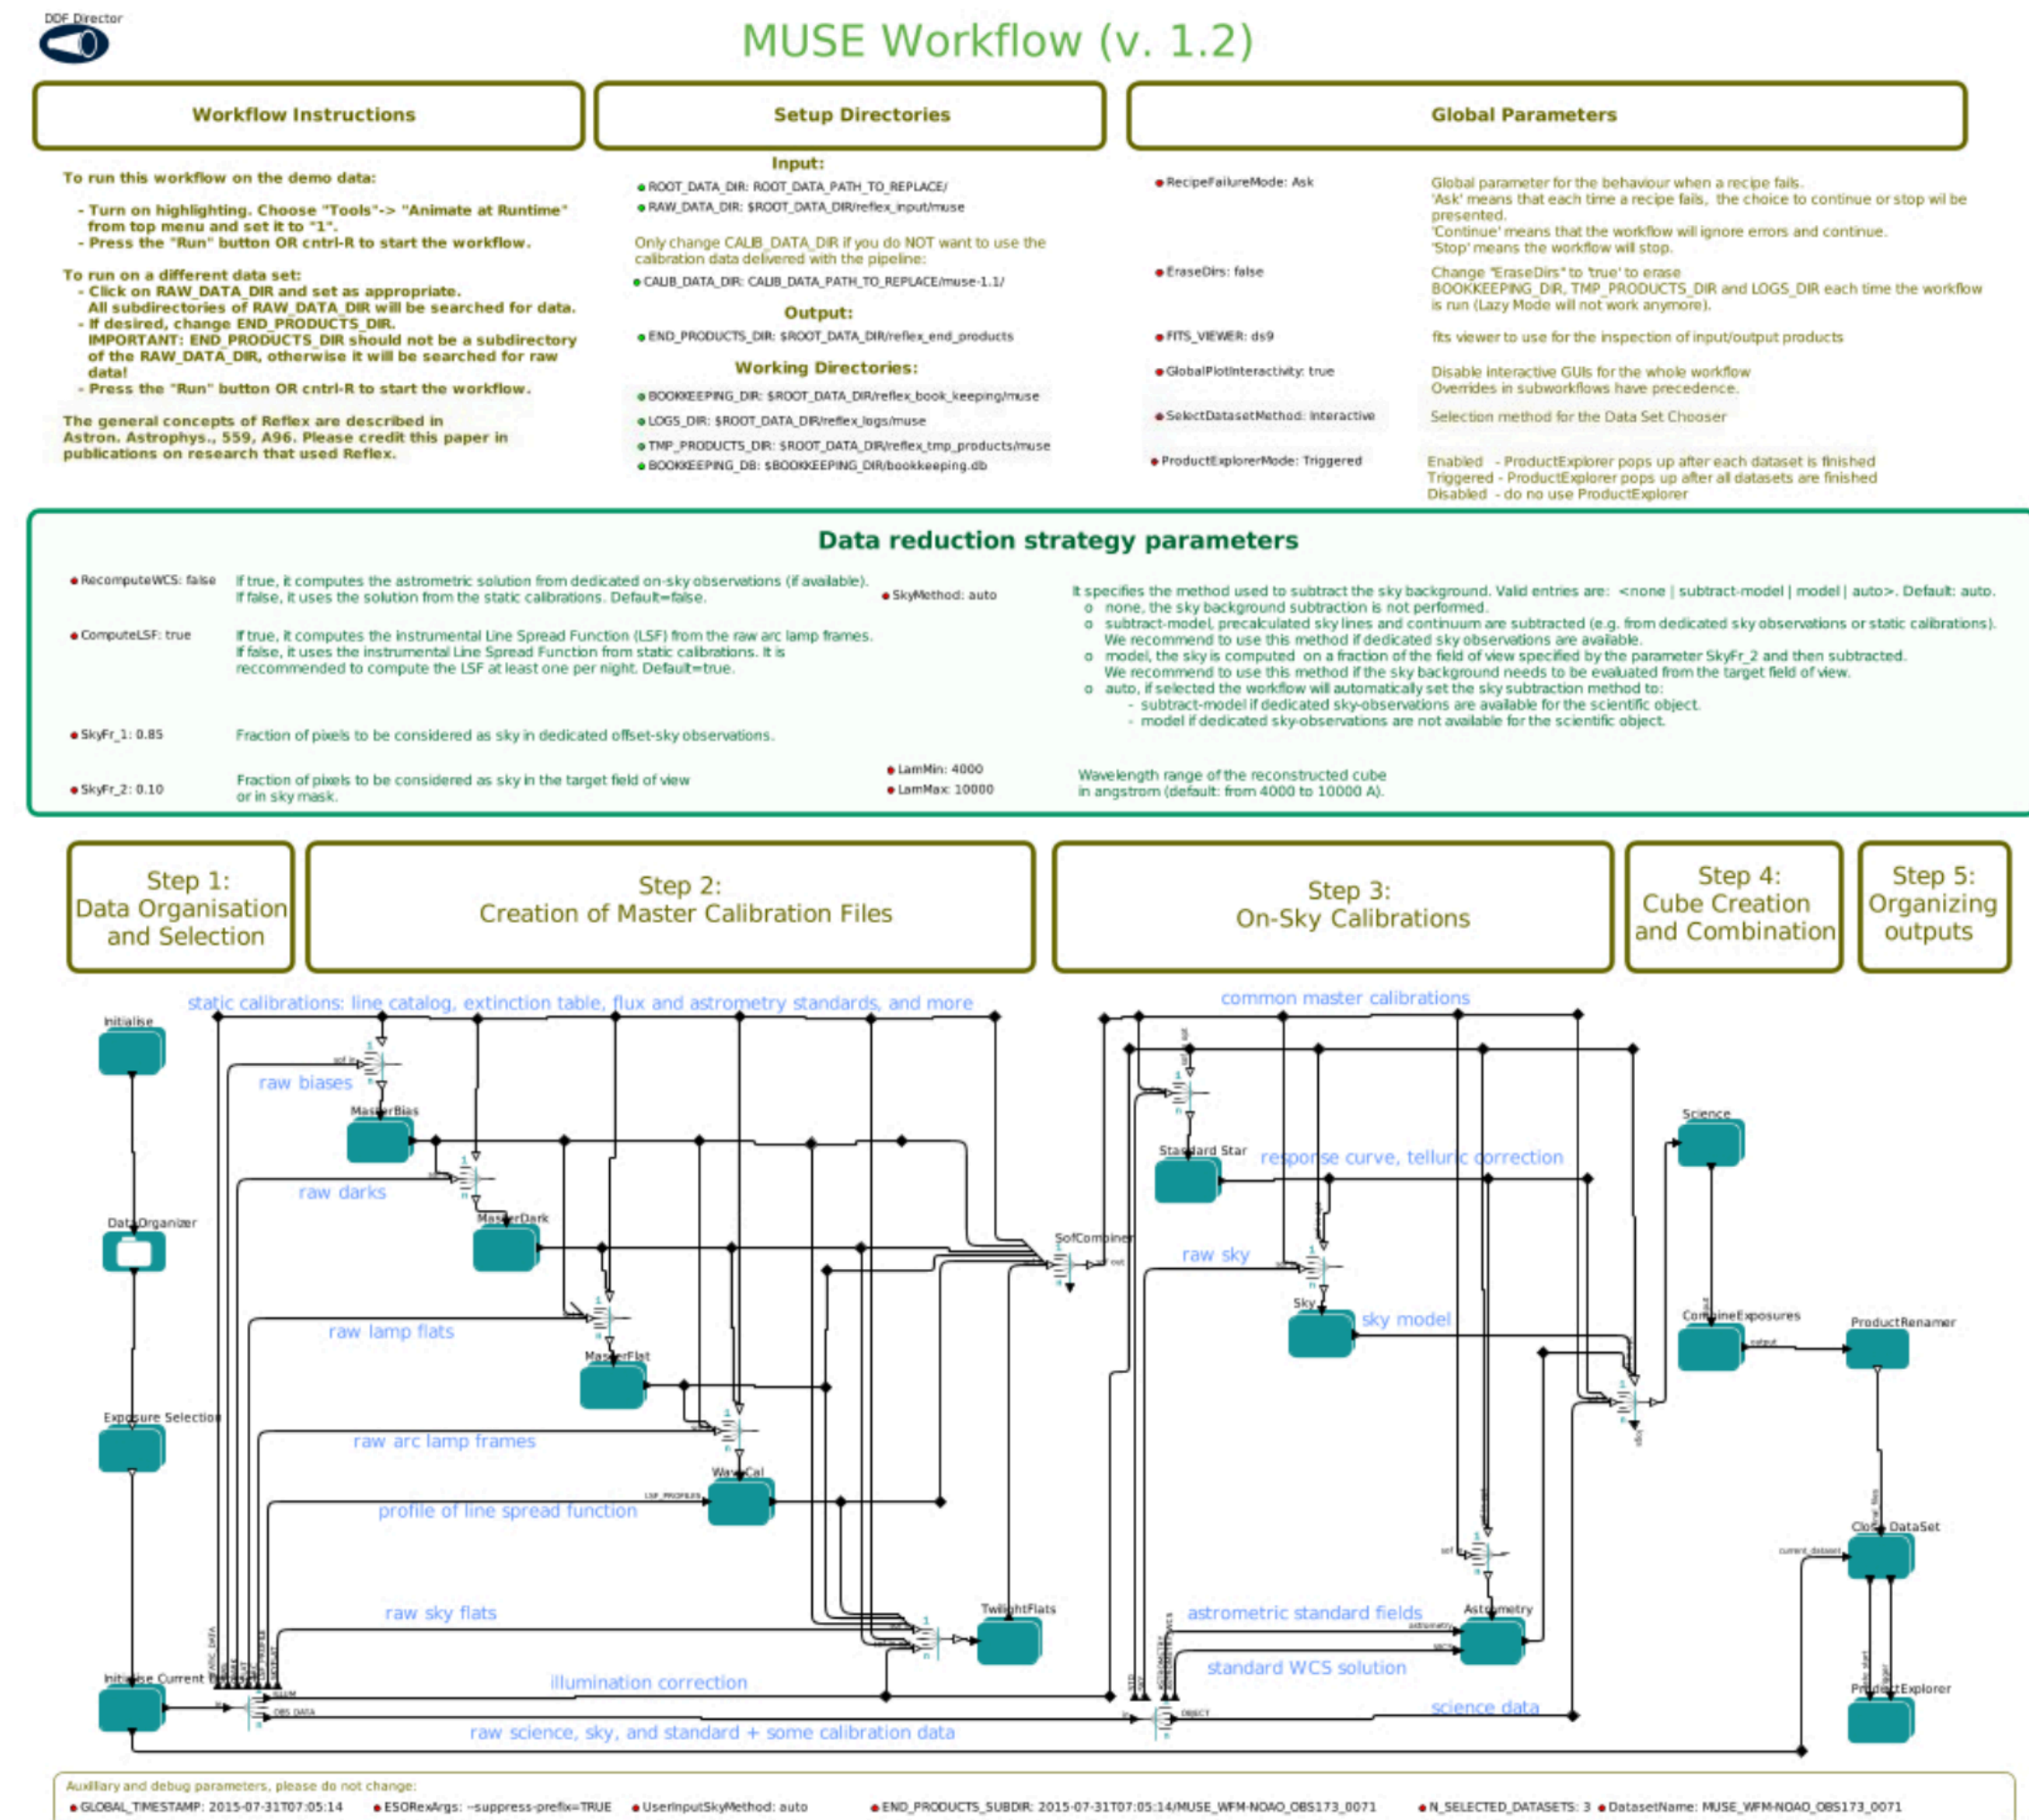 DDF Director
MUSE Workflow (v. 1.2)
Workflow Instructions
To run this workflow on the demo data:
- Turn on highlighting. Choose "Tools"-> "Animate at Runtime"
from top menu and set it to "1".
- Press the "Run" button OR cntrl-R to start the workflow.
To run on a different data set:
- Click on RAW_DATA_DIR and set as appropriate.
All subdirectories of RAW_DATA_DIR will be searched for data.
- If desired, change END_PRODUCTS_DIR.
IMPORTANT: END_PRODUCTS_DIR should not be a subdirectory
of the RAW_DATA_DIR, otherwise it will be searched for raw
data!
- Press the "Run" button OR cntrl-R to start the workflow.
The general concepts of Reflex are described in
Astron. Astrophys., 559, A96. Please credit this paper in
publications on research that used Reflex.
Setup Directories
Input:
ROOT_DATA_DIR: ROOT_DATA_PATH_TO_REPLACE/
RAW_DATA_DIR: $ROOT_DATA_DIR/reflex_input/muse
Only change CALIB_DATA_DIR if you do NOT want to use the
calibration data delivered with the pipeline:
CALIB_DATA_DIR: CALIB_DATA_PATH_TO_REPLACE/muse-1.1/
Output:
END_PRODUCTS_DIR: $ROOT_DATA_DIR/reflex_end_products
Working Directories:
BOOKKEEPING_DIR: $ROOT_DATA_DIR/reflex_book_keeping/muse
LOGS_DIR: $ROOT_DATA_DIR/reflex_logs/muse
TMP_PRODUCTS_DIR: $ROOT_DATA_DIR/reflex_tmp_products/muse
BOOKKEEPING_DB: $BOOKKEEPING_DIR/bookkeeping.db
Global Parameters
RecipeFailureMode: Ask
Global parameter for the behaviour when a recipe fails.
'Ask' means that each time a recipe fails, the choice to continue or stop wil be
presented.
'Continue' means that the workflow will ignore errors and continue.
'Stop' means the workflow will stop.
EraseDirs: false
Change "EraseDirs" to 'true' to erase
BOOKKEEPING_DIR, TMP_PRODUCTS_DIR and LOGS_DIR each time the workflow
is run (Lazy Mode will not work anymore).
FITS_VIEWER: ds9
fits viewer to use for the inspection of input/output products
GlobalPlotInteractivity: true
Disable interactive GUIs for the whole workflow
Overrides in subworkflows have precedence.
SelectDatasetMethod: Interactive
Selection method for the Data Set Chooser
ProductExplorerMode: Triggered
Enabled - ProductExplorer pops up after each dataset is finished
Triggered - ProductExplorer pops up after all datasets are finished
Disabled - do no use ProductExplorer
Data reduction strategy parameters
RecomputeWCS: false
If true, it computes the astrometric solution from dedicated on-sky observations (if available).
If false, it uses the solution from the static calibrations. Default=false.
ComputeLSF: true
If true, it computes the instrumental Line Spread Function (LSF) from the raw arc lamp frames.
If false, it uses the instrumental Line Spread Function from static calibrations. It is
reccommended to compute the LSF at least one per night. Default=true.
SkyFr_1: 0.85
Fraction of pixels to be considered as sky in dedicated offset-sky observations.
SkyFr_2: 0.10
Fraction of pixels to be considered as sky in the target field of view
or in sky mask.
SkyMethod: auto
It specifies the method used to subtract the sky background. Valid entries are: <none | subtract-model | model | auto>. Default: auto.
o none, the sky background subtraction is not performed.
o subtract-model, precalculated sky lines and continuum are subtracted (e.g. from dedicated sky observations or static calibrations).
We recommend to use this method if dedicated sky observations are available.
o model, the sky is computed on a fraction of the field of view specified by the parameter SkyFr_2 and then subtracted.
We recommend to use this method if the sky background needs to be evaluated from the target field of view.
o auto, if selected the workflow will automatically set the sky subtraction method to:
- subtract-model if dedicated sky-observations are available for the scientific object.
- model if dedicated sky-observations are not available for the scientific object.
LamMin: 4000
LamMax: 10000
Wavelength range of the reconstructed cube
in angstrom (default: from 4000 to 10000 A).
Step 1:
Data Organisation
and Selection
Step 2:
Creation of Master Calibration Files
Step 3:
On-Sky Calibrations
Step 4:
Cube Creation
and Combination
Step 5:
Organizing
outputs
static calibrations: line catalog, extinction table, flux and astrometry standards, and more
common master calibrations
Initialise
raw biases
MasterBias
raw darks
MasterDark
DataOrganizer
raw lamp flats
MasterFlat
Exposure Selection
raw arc lamp frames
WaveCal
LSF_PROFILES
profile of line spread function
raw sky flats
TwilightFlats
Initialise Current
illumination correction
ILLUM
OBS DATA
raw science, sky, and standard + some calibration data
SofCombiner
sof out
Standard Star
response curve, telluric correction
raw sky
Sky
sky model
astrometric standard fields
astrometry
Astrometry
WCS
standard WCS solution
OBJECT
science data
Science
CombineExposures
output
ProductRenamer
Close DataSet
current_dataset
ProductExplorer
Auxilliary and debug parameters, please do not change:
GLOBAL_TIMESTAMP: 2015-07-31T07:05:14
ESORexArgs: --suppress-prefix=TRUE
UserInputSkyMethod: auto
END_PRODUCTS_SUBDIR: 2015-07-31T07:05:14/MUSE_WFM-NOAO_OBS173_0071
N_SELECTED_DATASETS: 3
DatasetName: MUSE_WFM-NOAO_OBS173_0071